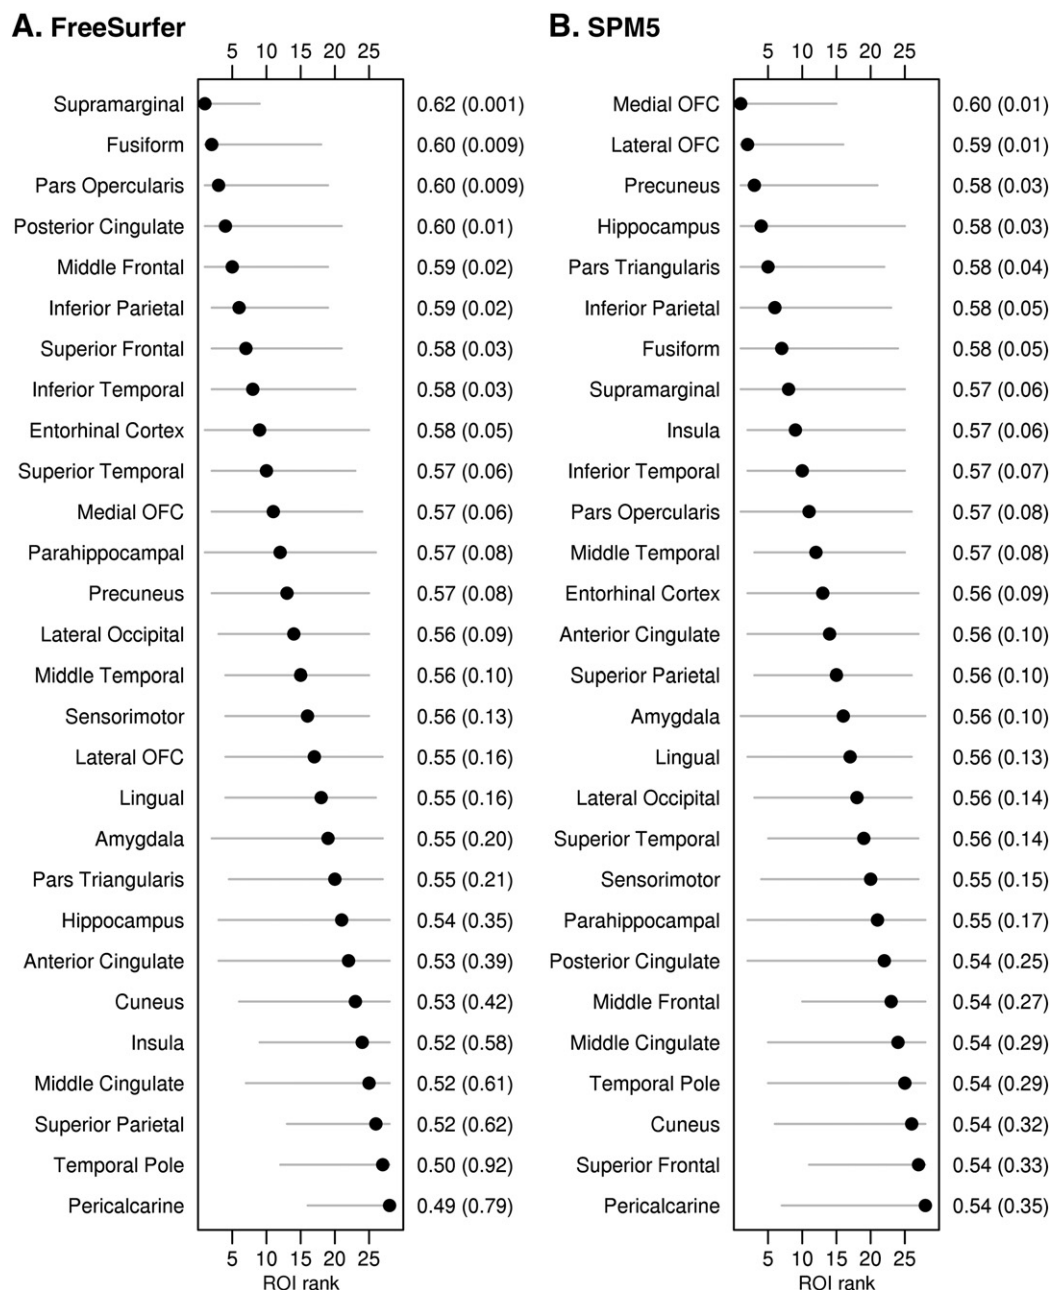 A. FreeSurfer
5 10 15 20 25
Supramarginal 0.62 (0.001)
Fusiform 0.60 (0.009)
Pars Opercularis 0.60 (0.009)
Posterior Cingulate 0.60 (0.01)
Middle Frontal 0.59 (0.02)
Inferior Parietal 0.59 (0.02)
Superior Frontal 0.58 (0.03)
Inferior Temporal 0.58 (0.03)
Entorhinal Cortex 0.58 (0.05)
Superior Temporal 0.57 (0.06)
Medial OFC 0.57 (0.06)
Parahippocampal 0.57 (0.08)
Precuneus 0.57 (0.08)
Lateral Occipital 0.56 (0.09)
Middle Temporal 0.56 (0.10)
Sensorimotor 0.56 (0.13)
Lateral OFC 0.55 (0.16)
Lingual 0.55 (0.16)
Amygdala 0.55 (0.20)
Pars Triangularis 0.55 (0.21)
Hippocampus 0.54 (0.35)
Anterior Cingulate 0.53 (0.39)
Cuneus 0.53 (0.42)
Insula 0.52 (0.58)
Middle Cingulate 0.52 (0.61)
Superior Parietal 0.52 (0.62)
Temporal Pole 0.50 (0.92)
Pericalcarine 0.49 (0.79)
5 10 15 20 25
ROI rank
B. SPM5
5 10 15 20 25
Medial OFC 0.60 (0.01)
Lateral OFC 0.59 (0.01)
Precuneus 0.58 (0.03)
Hippocampus 0.58 (0.03)
Pars Triangularis 0.58 (0.04)
Inferior Parietal 0.58 (0.05)
Fusiform 0.58 (0.05)
Supramarginal 0.57 (0.06)
Insula 0.57 (0.06)
Inferior Temporal 0.57 (0.07)
Pars Opercularis 0.57 (0.08)
Middle Temporal 0.57 (0.08)
Entorhinal Cortex 0.56 (0.09)
Anterior Cingulate 0.56 (0.10)
Superior Parietal 0.56 (0.10)
Amygdala 0.56 (0.10)
Lingual 0.56 (0.13)
Lateral Occipital 0.56 (0.14)
Superior Temporal 0.56 (0.14)
Sensorimotor 0.55 (0.15)
Parahippocampal 0.55 (0.17)
Posterior Cingulate 0.54 (0.25)
Middle Frontal 0.54 (0.27)
Middle Cingulate 0.54 (0.29)
Temporal Pole 0.54 (0.29)
Cuneus 0.54 (0.32)
Superior Frontal 0.54 (0.33)
Pericalcarine 0.54 (0.35)
5 10 15 20 25
ROI rank